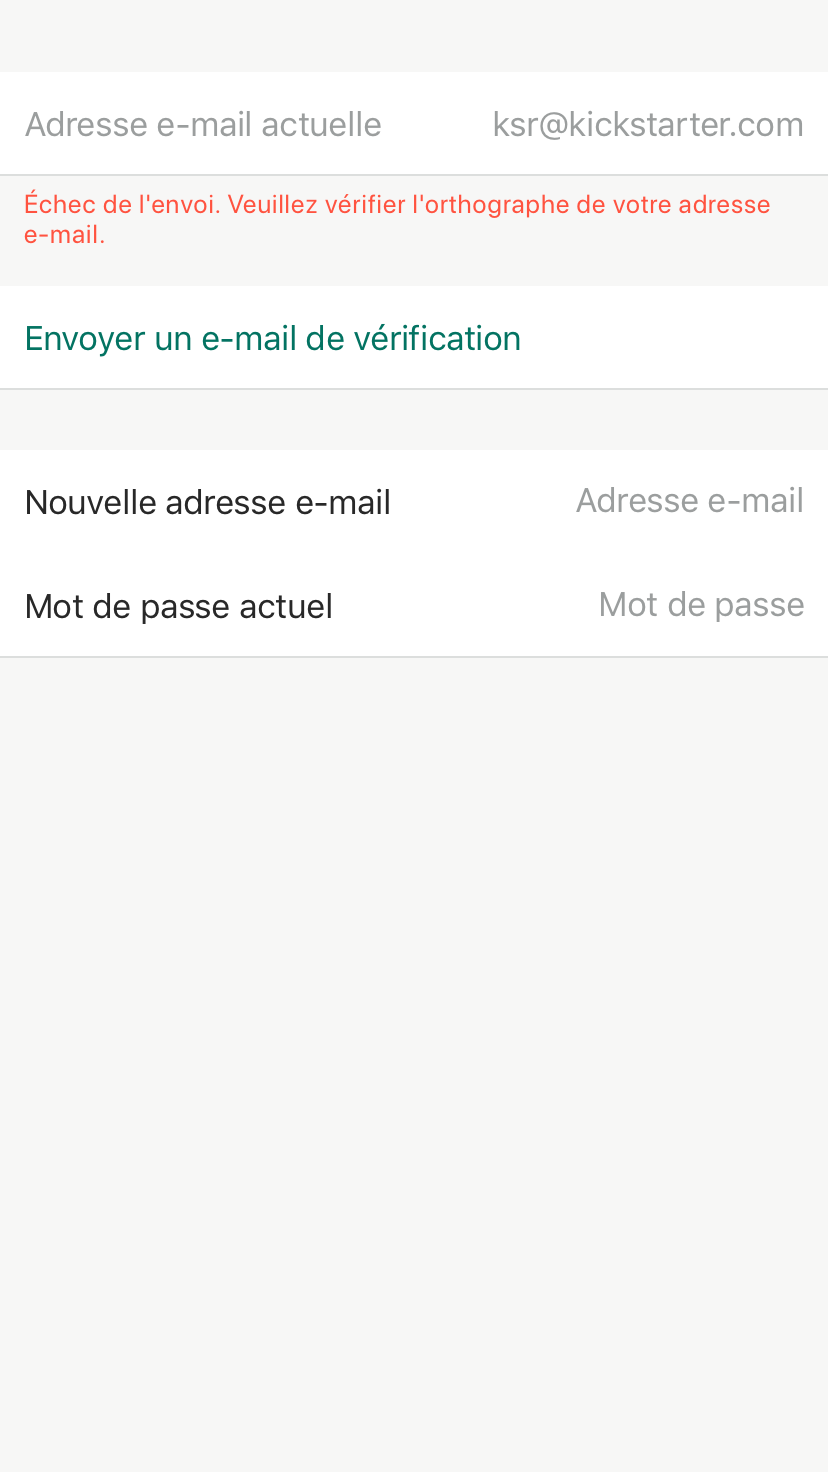 Adresse e-mail actuelle ksr@kickstarter.com
Échec de l'envoi. Veuillez vérifier l'orthographe de votre adresse
e-mail.
Envoyer un e-mail de vérification
Nouvelle adresse e-mail Adresse e-mail
Mot de passe actuel Mot de passe